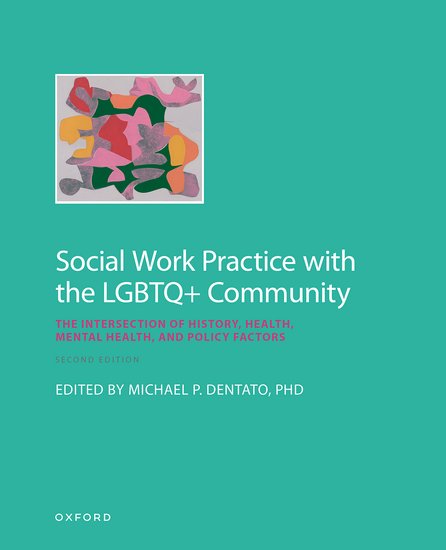 Social Work Practice with
the LGBTQ+ Community
THE INTERSECTION OF HISTORY, HEALTH,
MENTAL HEALTH, AND POLICY FACTORS
SECOND EDITION
EDITED BY MICHAEL P. DENTATO, PHD
OXFORD